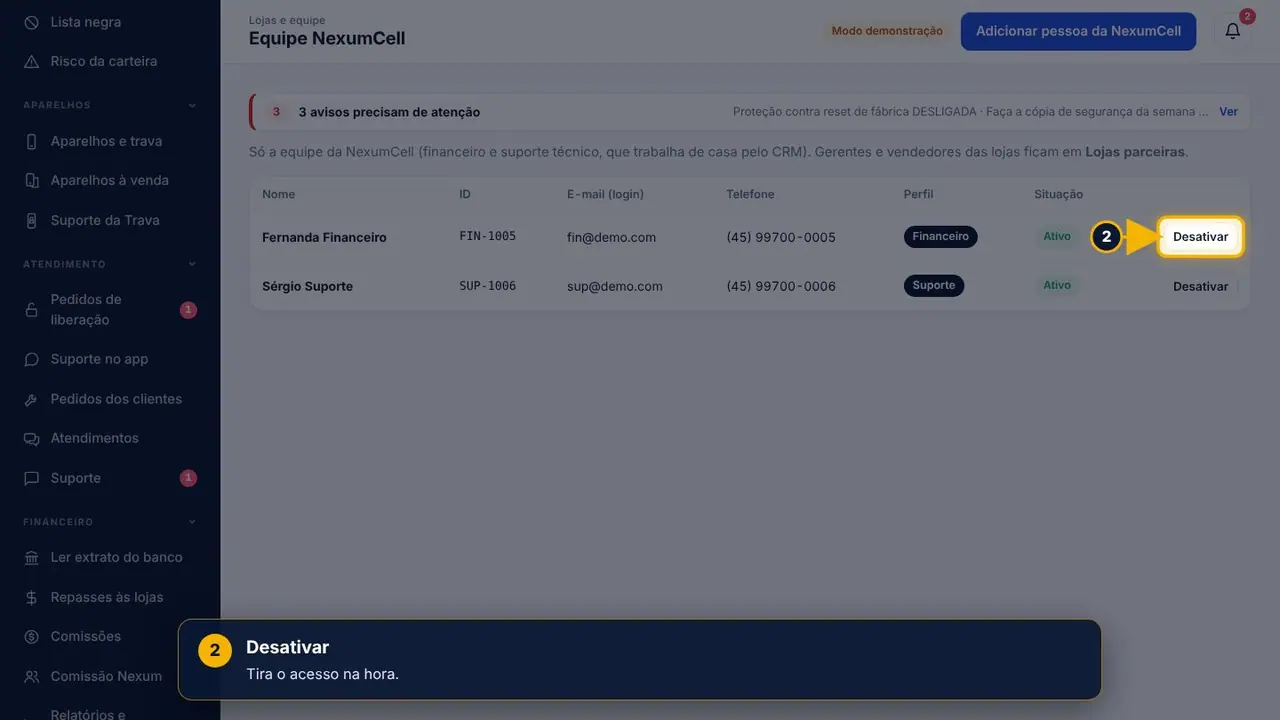 Lista negra
Risco da carteira
APARELHOS
Aparelhos e trava
Aparelhos à venda
Suporte da Trava
ATENDIMENTO
Pedidos de
liberação
1
Suporte no app
Pedidos dos clientes
Atendimentos
Suporte
1
FINANCEIRO
Ler extrato do banco
Repasses às lojas
Comissões
Comissão Nexum
Relatórios e
Lojas e equipe
Equipe NexumCell
Modo demonstração
Adicionar pessoa da NexumCell
2
3
3 avisos precisam de atenção
Proteção contra reset de fábrica DESLIGADA · Faça a cópia de segurança da semana ...
Ver
Só a equipe da NexumCell (financeiro e suporte técnico, que trabalha de casa pelo CRM). Gerentes e vendedores das lojas ficam em Lojas parceiras.
Nome ID E-mail (login) Telefone Perfil Situação
Fernanda Financeiro FIN-1005 fin@demo.com (45) 99700-0005 Financeiro Ativo 2 Desativar
Sérgio Suporte SUP-1006 sup@demo.com (45) 99700-0006 Suporte Ativo Desativar
2
Desativar
Tira o acesso na hora.